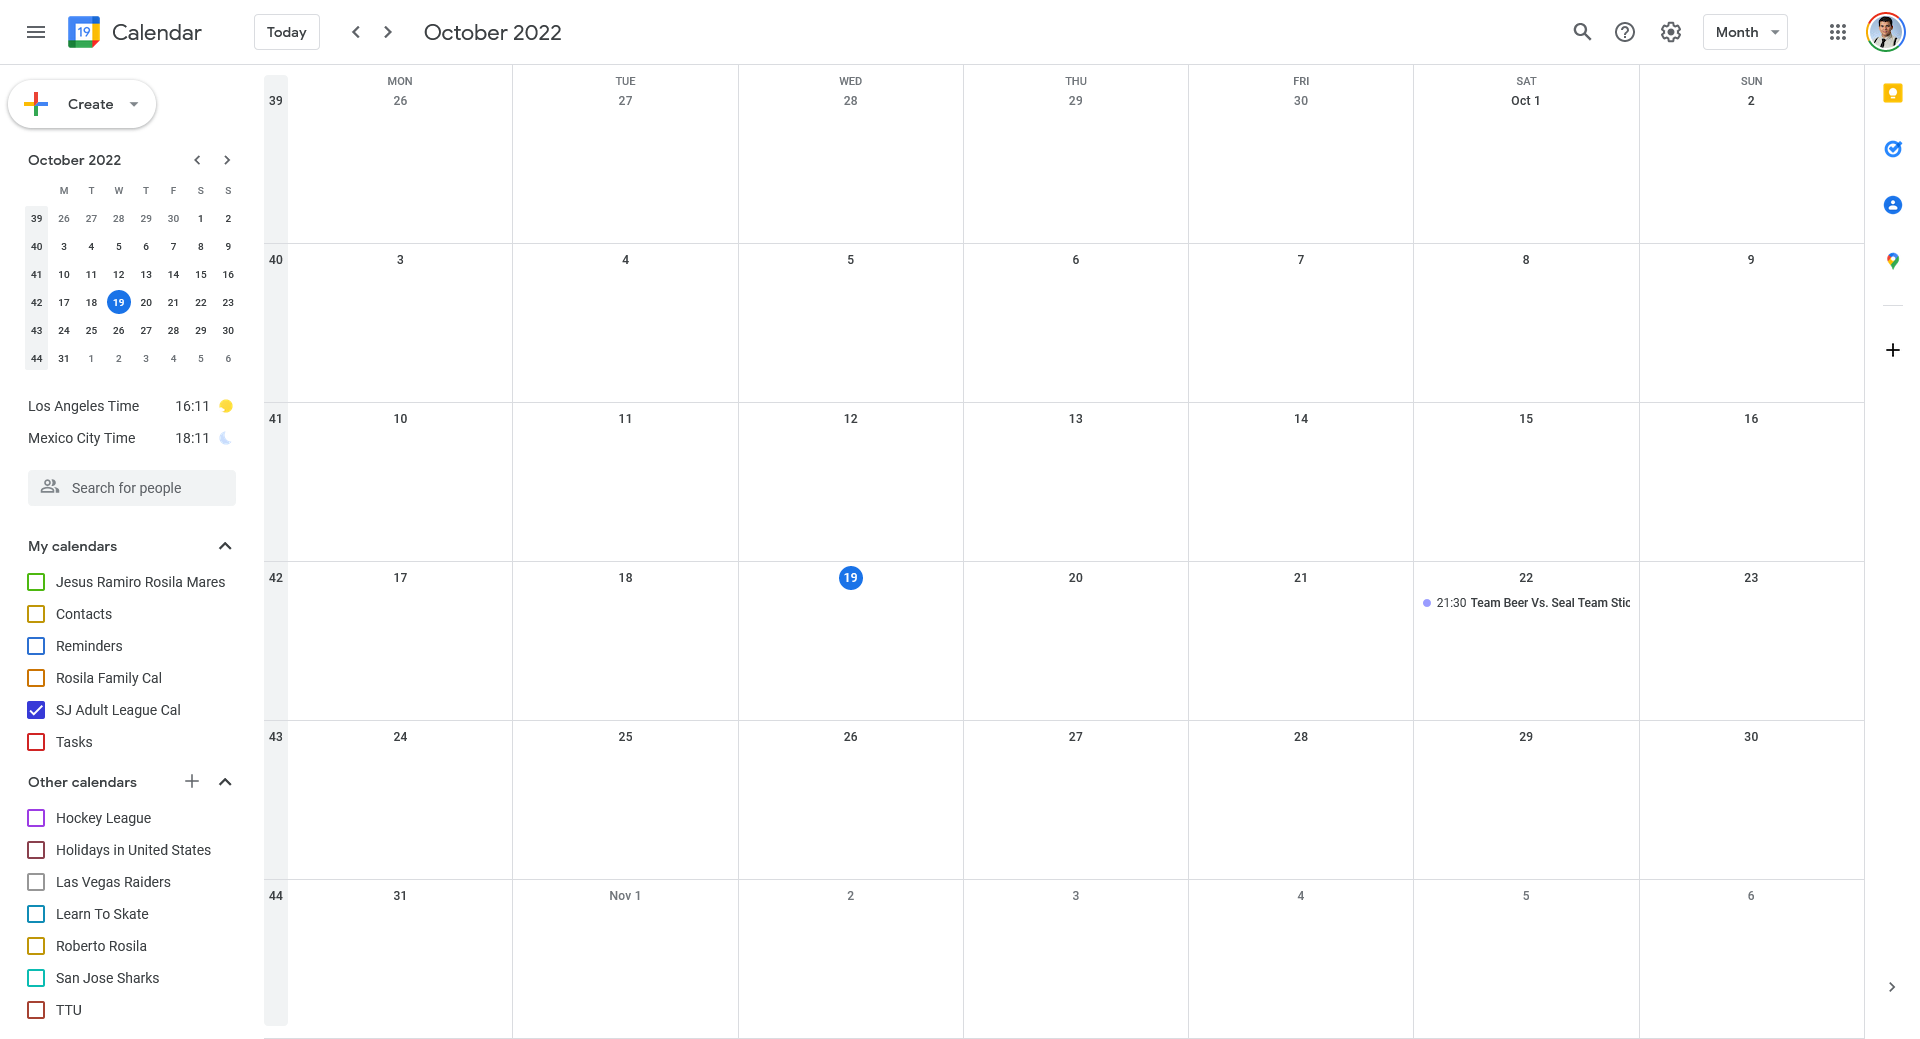 19 Calendar Today October 2022 Month
Create
October 2022
M T W T F S S
39 26 27 28 29 30 1 2
40 3 4 5 6 7 8 9
41 10 11 12 13 14 15 16
42 17 18 19 20 21 22 23
43 24 25 26 27 28 29 30
44 31 1 2 3 4 5 6
Los Angeles Time 16:11
Mexico City Time 18:11
Search for people
My calendars
Jesus Ramiro Rosila Mares
Contacts
Reminders
Rosila Family Cal
SJ Adult League Cal
Tasks
Other calendars
Hockey League
Holidays in United States
Las Vegas Raiders
Learn To Skate
Roberto Rosila
San Jose Sharks
TTU
MON TUE WED THU FRI SAT SUN
39 26 27 28 29 30 Oct 1 2
40 3 4 5 6 7 8 9
41 10 11 12 13 14 15 16
42 17 18 19 20 21 22 23
21:30 Team Beer Vs. Seal Team Stic
43 24 25 26 27 28 29 30
44 31 Nov 1 2 3 4 5 6